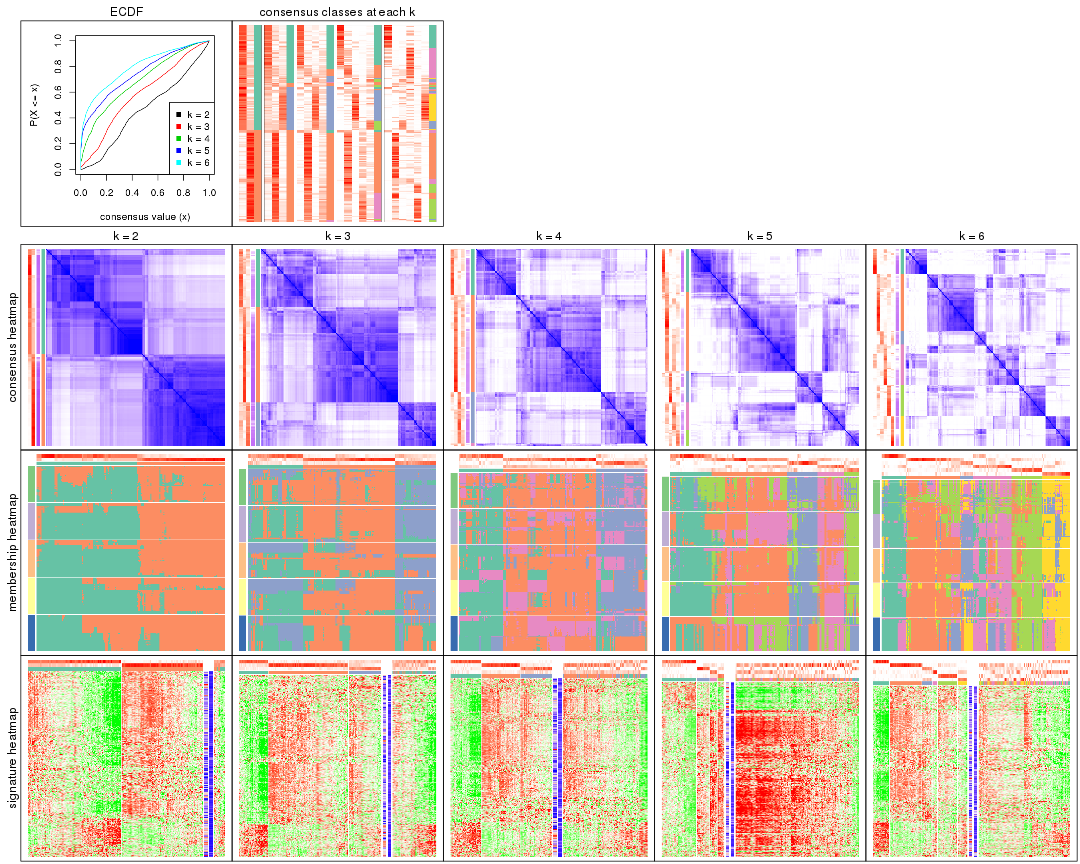 ECDF
consensus classes at each k
P(X <= x)
1.0
0.8
0.6
0.4
0.2
0.0
k = 2
k = 3
k = 4
k = 5
k = 6
0.0 0.2 0.4 0.6 0.8 1.0
consensus value (x)
k = 2
k = 3
k = 4
k = 5
k = 6
consensus heatmap
membership heatmap
signature heatmap